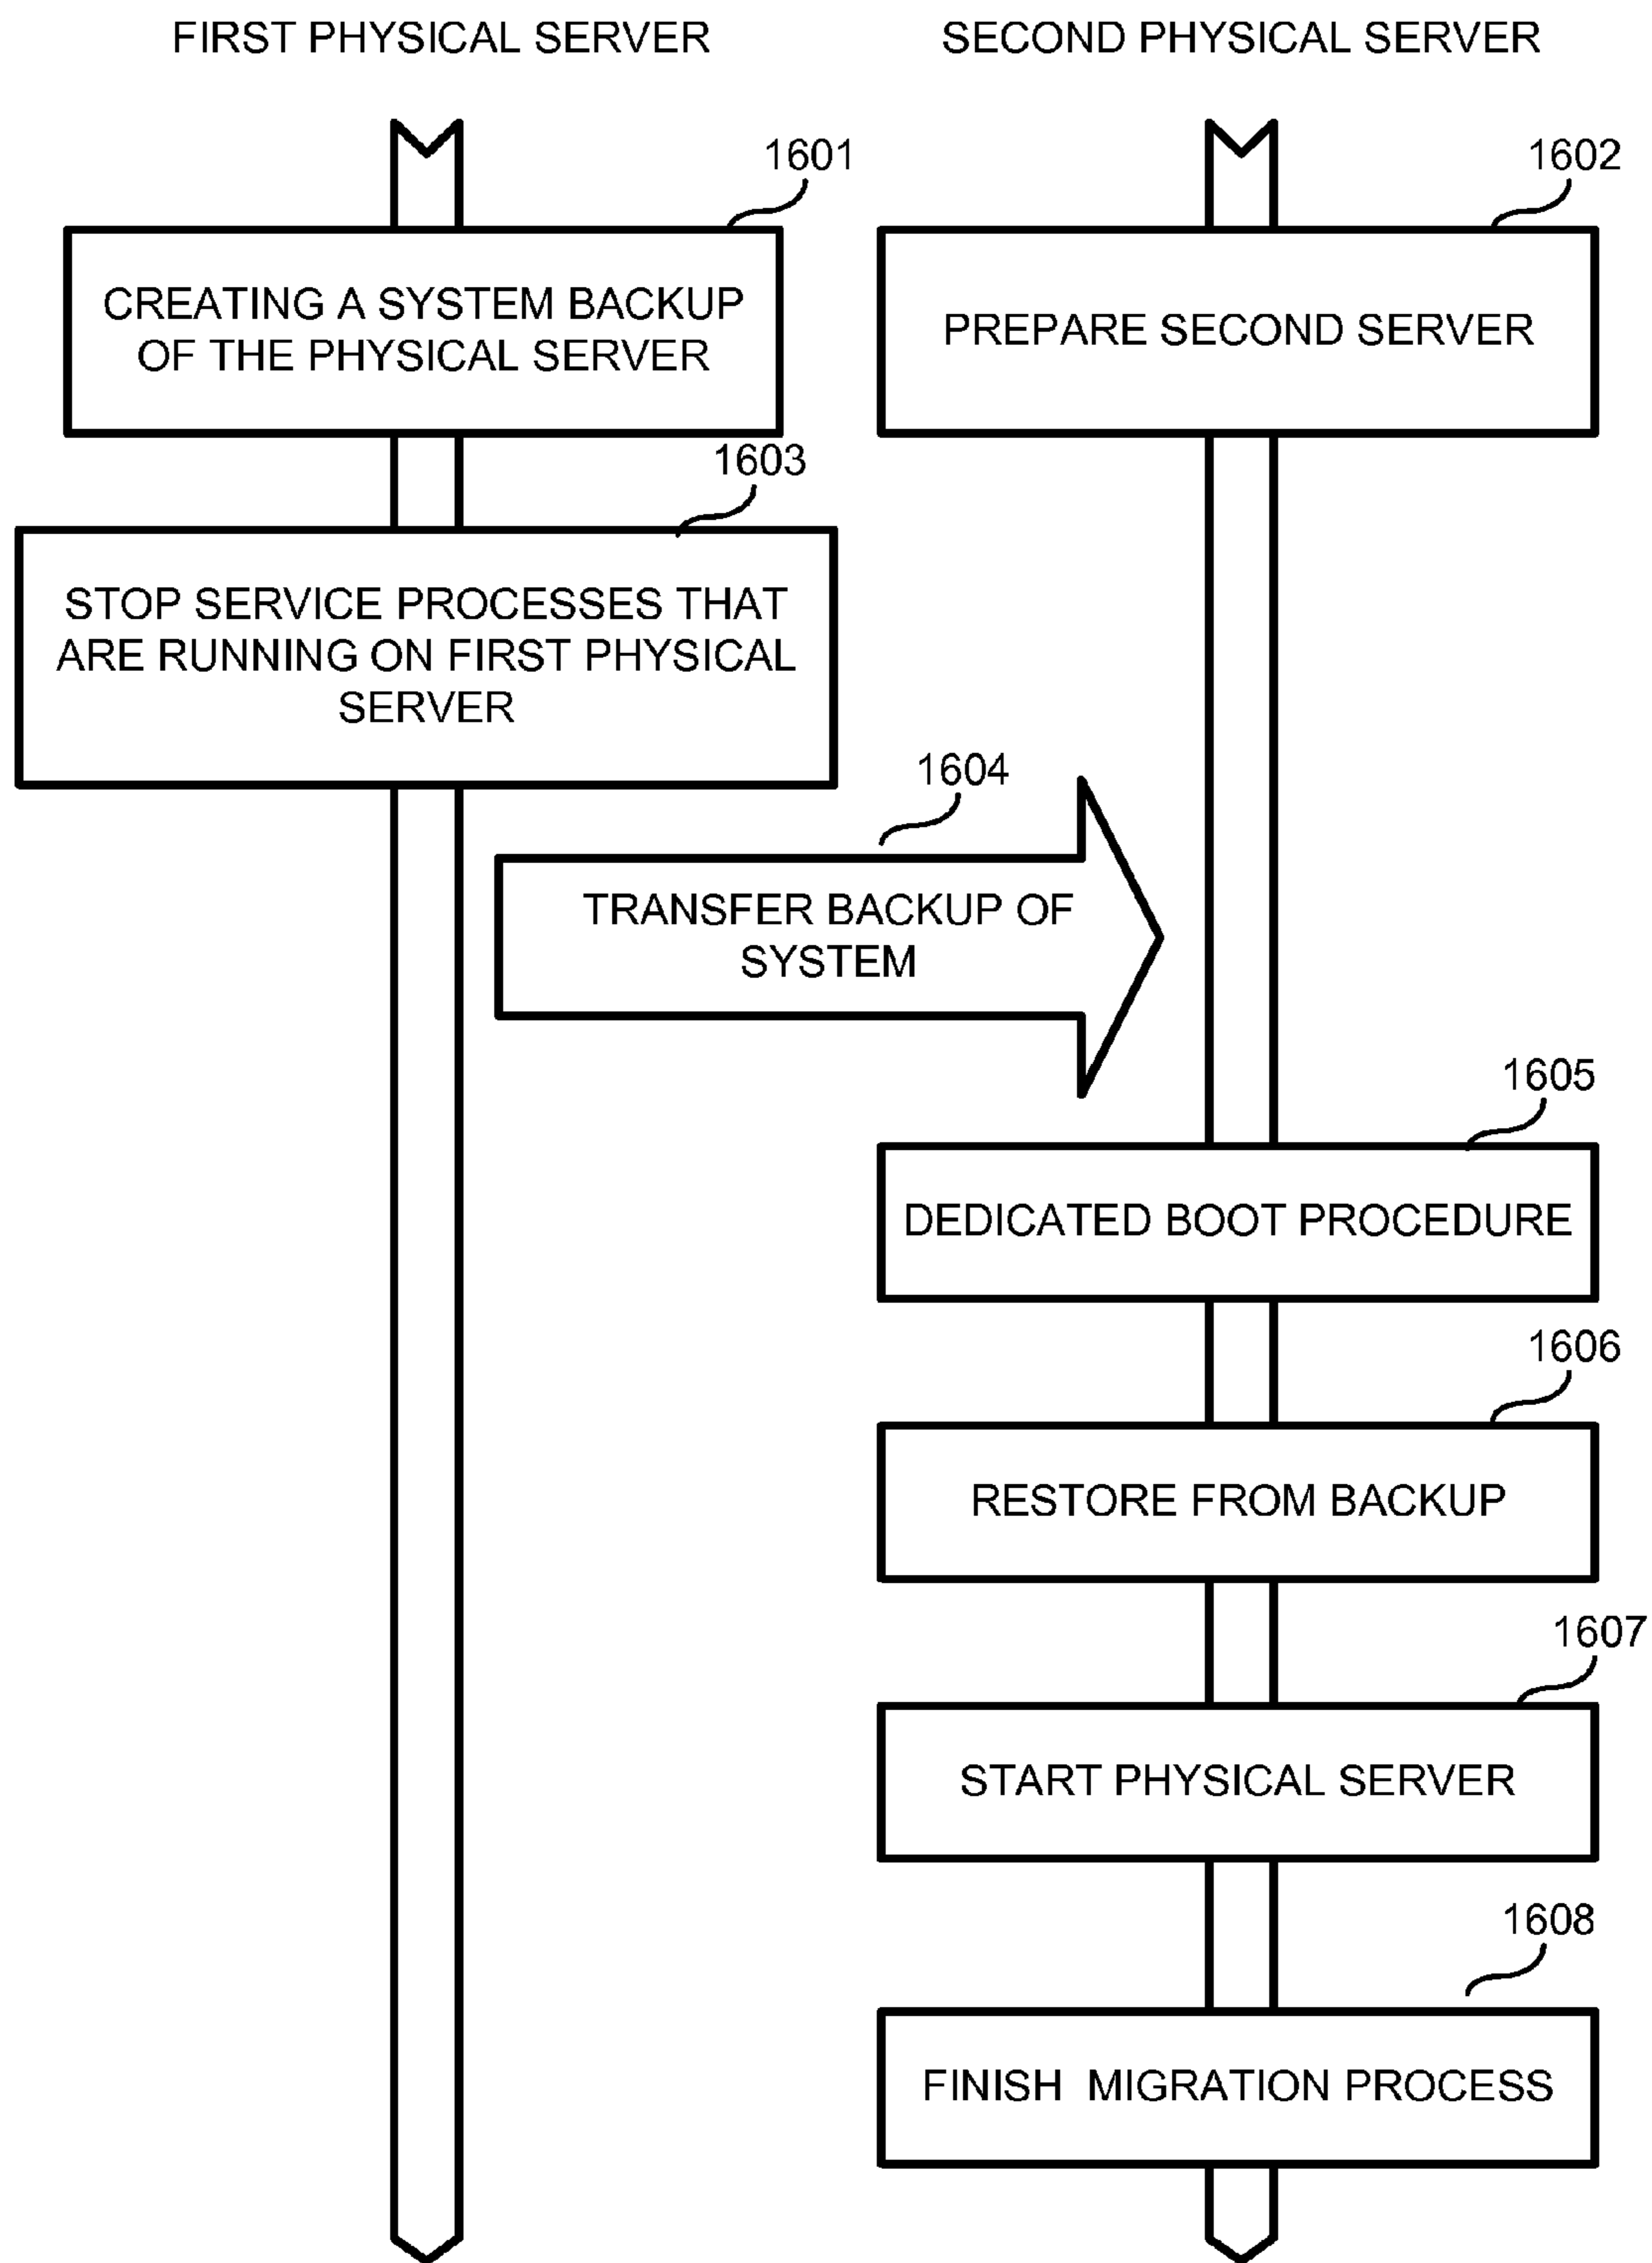 FIRST PHYSICAL SERVER
SECOND PHYSICAL SERVER
1601
1602
CREATING A SYSTEM BACKUP
OF THE PHYSICAL SERVER
PREPARE SECOND SERVER
1603
STOP SERVICE PROCESSES THAT
ARE RUNNING ON FIRST PHYSICAL
SERVER
1604
TRANSFER BACKUP OF
SYSTEM
1605
DEDICATED BOOT PROCEDURE
1606
RESTORE FROM BACKUP
1607
START PHYSICAL SERVER
1608
FINISH MIGRATION PROCESS